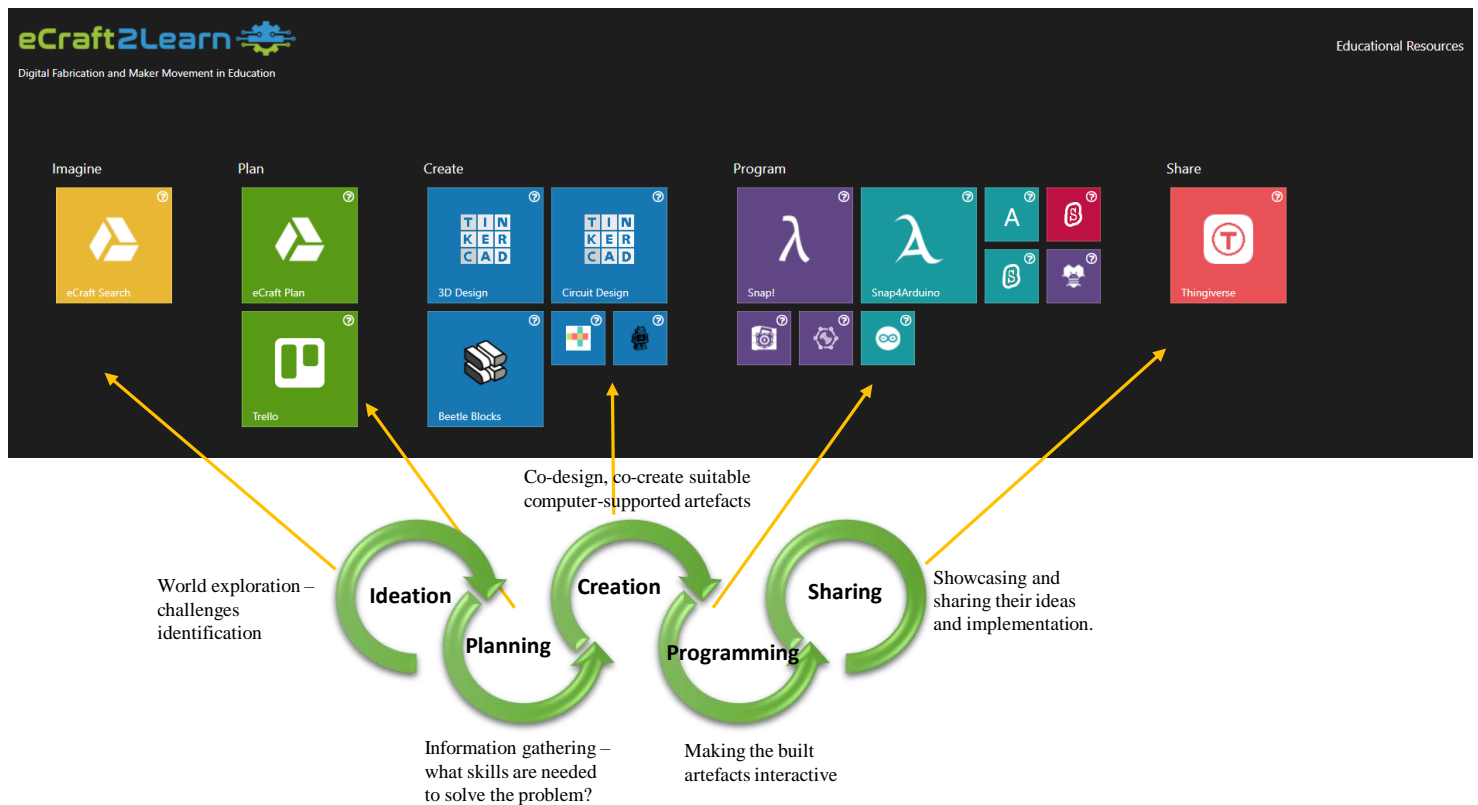 eCraft2Learn
Educational Resources
Digital Fabrication and Maker Movement in Education
Imagine
Plan
Create
Program
Share
eCraft Search
eCraft Plan
Trello
TIN
KER
CAD
3D Design
TIN
KER
CAD
Circuit Design
Beetle Blocks
λ
Snap!
Snap4Arduino
A
S
S
T
Thingiverse
Co-design, co-create suitable
computer-supported artefacts
World exploration –
challenges
identification
Ideation
Planning
Creation
Programming
Sharing
Showcasing and
sharing their ideas
and implementation.
Information gathering –
what skills are needed
to solve the problem?
Making the built
artefacts interactive